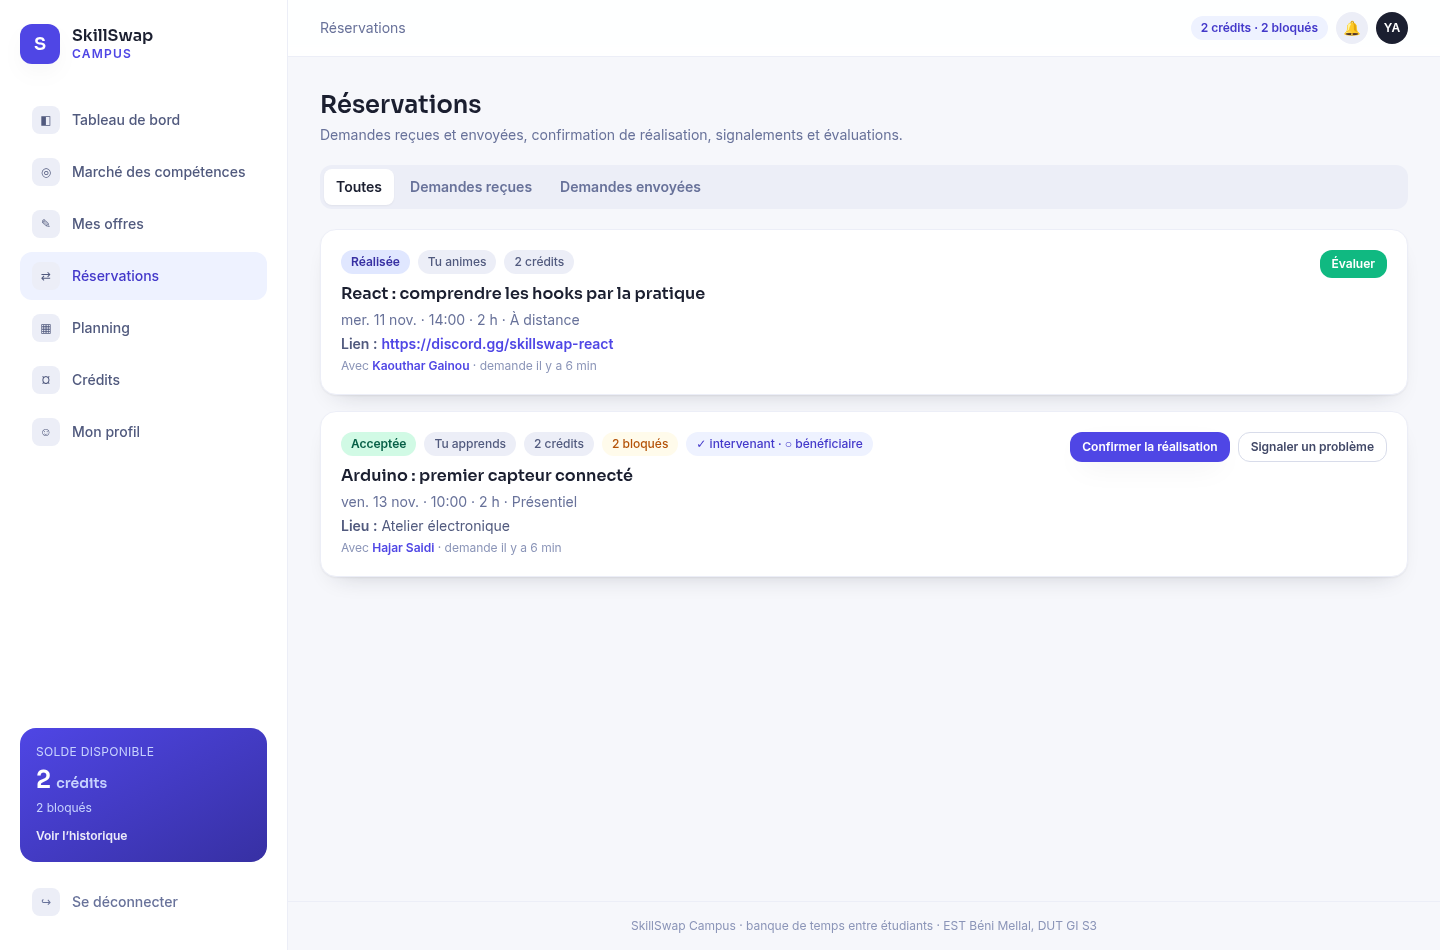 S
SkillSwap
CAMPUS
Tableau de bord
Marché des compétences
Mes offres
Réservations
Planning
Crédits
Mon profil
SOLDE DISPONIBLE
2 crédits
2 bloqués
Voir l’historique
Se déconnecter
Réservations
2 crédits · 2 bloqués
YA
Réservations
Demandes reçues et envoyées, confirmation de réalisation, signalements et évaluations.
Toutes Demandes reçues Demandes envoyées
Réalisée Tu animes 2 crédits
Évaluer
React : comprendre les hooks par la pratique
mer. 11 nov. · 14:00 · 2 h · À distance
Lien : https://discord.gg/skillswap-react
Avec Kaouthar Gainou · demande il y a 6 min
Acceptée Tu apprends 2 crédits 2 bloqués ✓ intervenant · ○ bénéficiaire
Confirmer la réalisation Signaler un problème
Arduino : premier capteur connecté
ven. 13 nov. · 10:00 · 2 h · Présentiel
Lieu : Atelier électronique
Avec Hajar Saidi · demande il y a 6 min
SkillSwap Campus · banque de temps entre étudiants · EST Béni Mellal, DUT GI S3